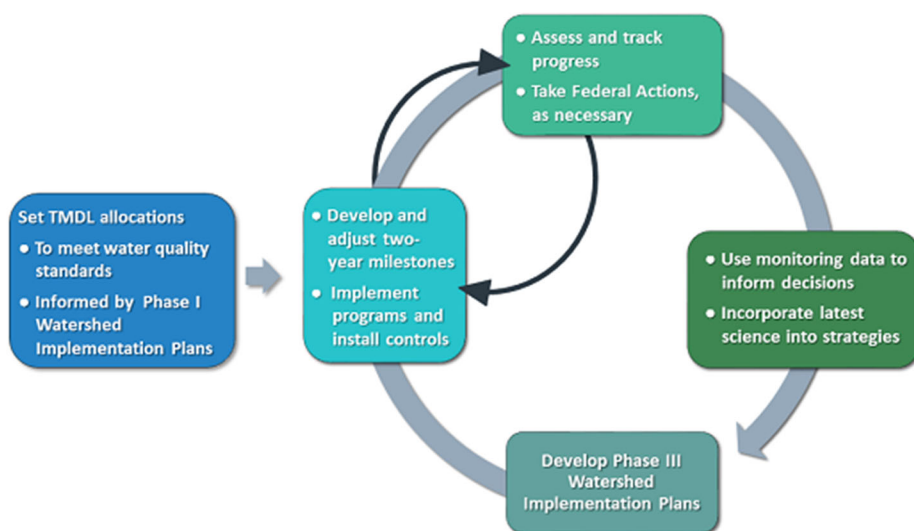 Set TMDL allocations
• To meet water quality
standards
• Informed by Phase I
Watershed
Implementation Plans
• Develop and
adjust two-
year milestones
• Implement
programs and
install controls
• Assess and track
progress
• Take Federal Actions,
as necessary
• Use monitoring data to
inform decisions
• Incorporate latest
science into strategies
Develop Phase III
Watershed
Implementation Plans